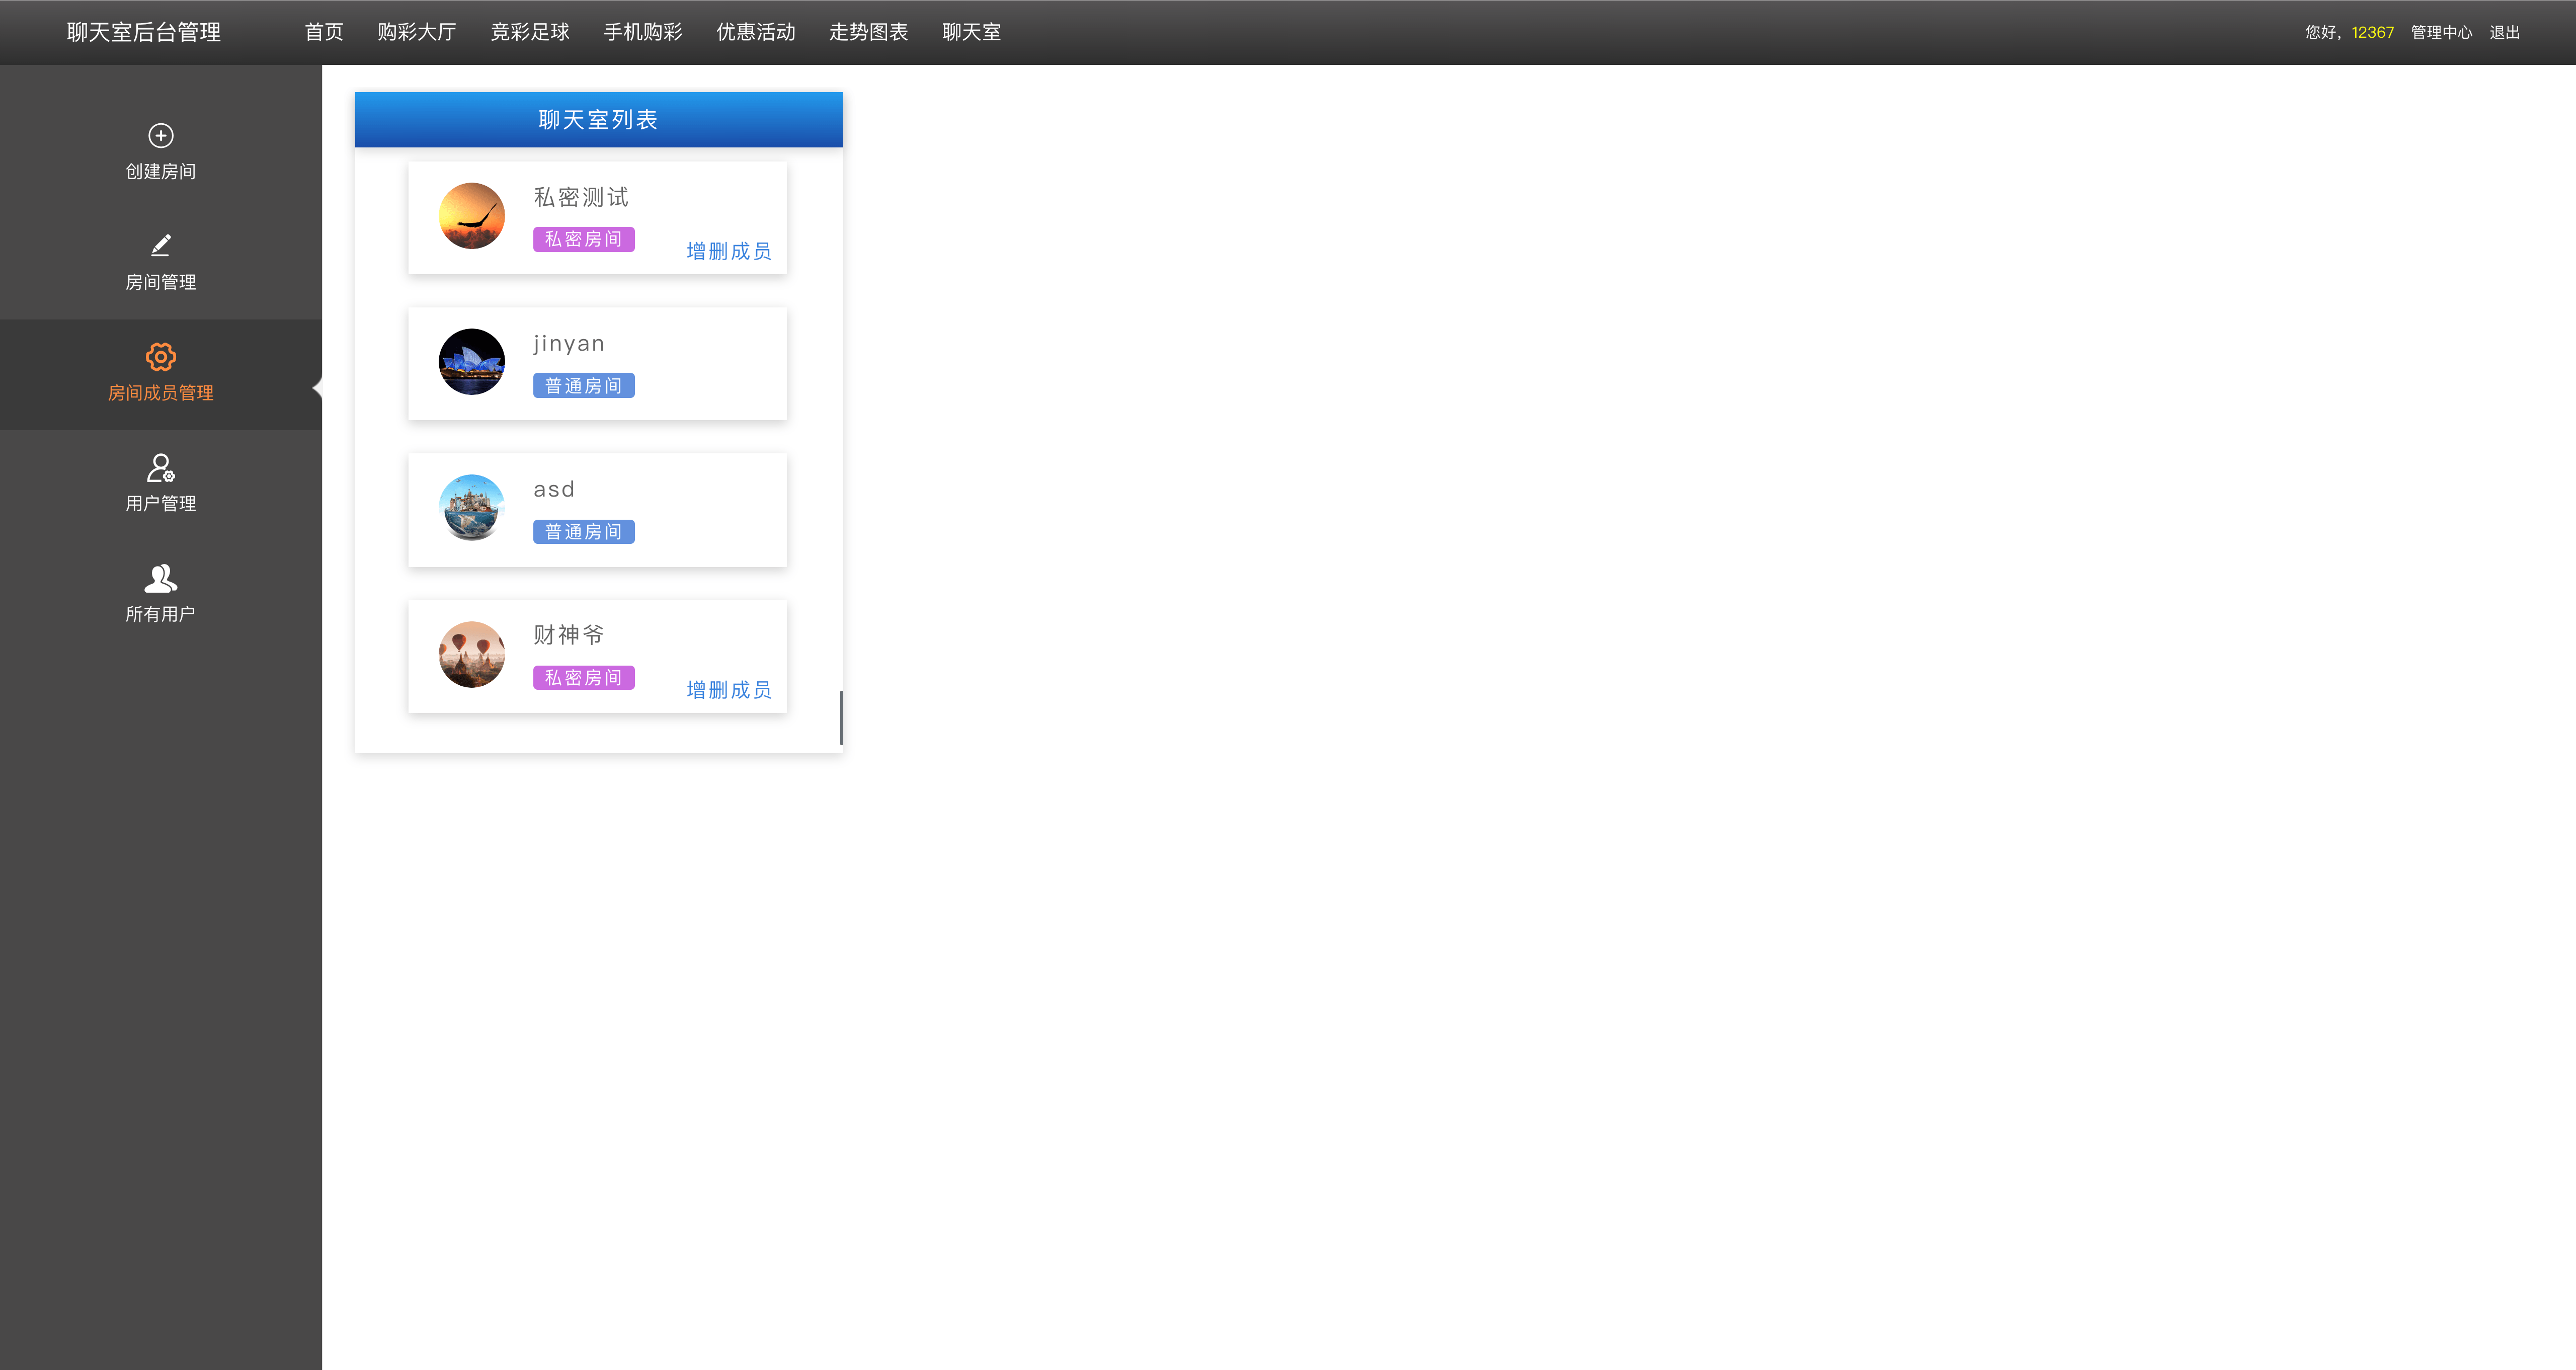 聊天室后台管理 首页 购彩大厅 竞彩足球 手机购彩 优惠活动 走势图表 聊天室 您好，12367 管理中心 退出
创建房间
房间管理
房间成员管理
用户管理
所有用户
聊天室列表
私密测试
私密房间
增删成员
jinyan
普通房间
asd
普通房间
财神爷
私密房间
增删成员